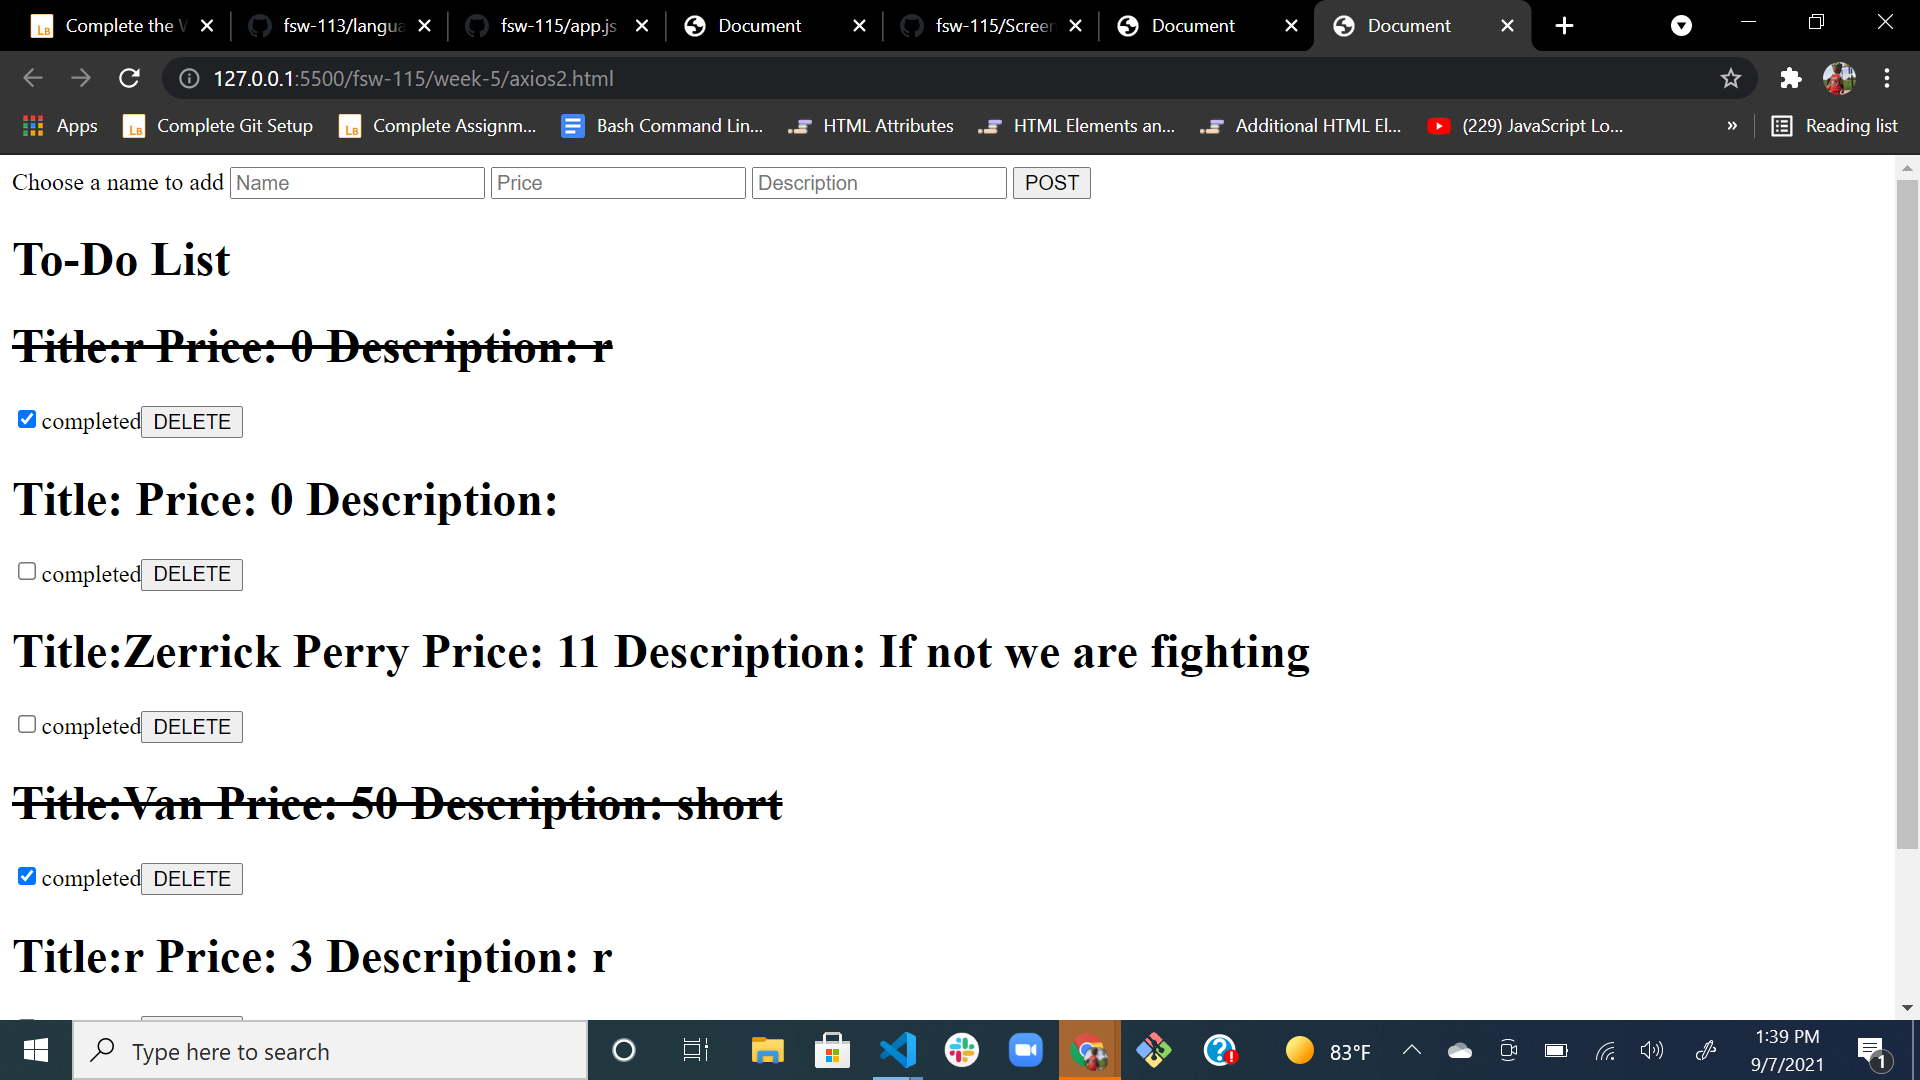 Complete the W
fsw-113/langua
fsw-115/app.js
Document
fsw-115/Screen
Document
Document
127.0.0.1:5500/fsw-115/week-5/axios2.html
Apps
Complete Git Setup
Complete Assignm...
Bash Command Lin...
HTML Attributes
HTML Elements an...
Additional HTML El...
(229) JavaScript Lo...
»
Reading list
Choose a name to add Name Price Description POST
To-Do List
Title:r Price: 0 Description: r
completed DELETE
Title: Price: 0 Description:
completed DELETE
Title:Zerrick Perry Price: 11 Description: If not we are fighting
completed DELETE
Title:Van Price: 50 Description: short
completed DELETE
Title:r Price: 3 Description: r
Type here to search
83°F
1:39 PM
9/7/2021
1